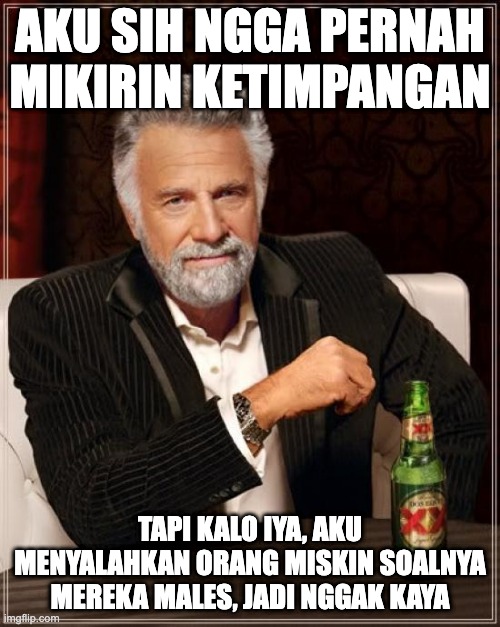 AKU SIH NGGA PERNAH
MIKIRIN KETIMPANGAN
XX
TAPI KALO IYA, AKU
MENYALAHKAN ORANG MISKIN SOALNYA
MEREKA MALES, JADI NGGAK KAYA
imgflip.com